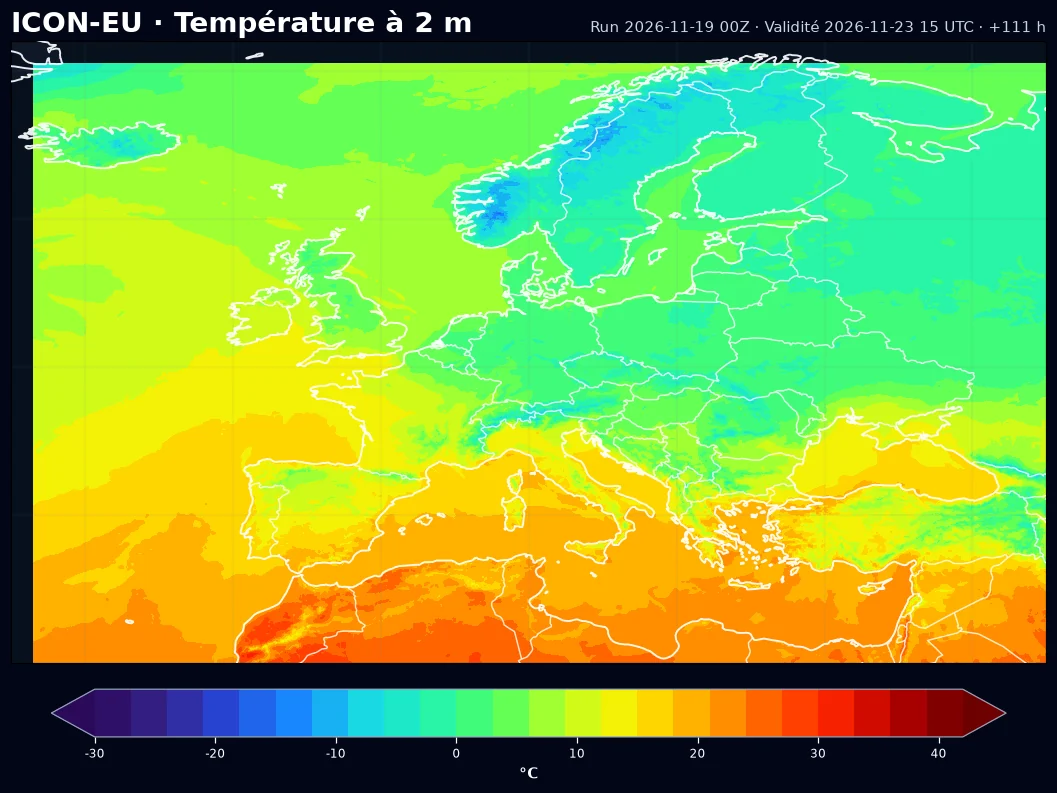 ICON-EU · Température à 2 m
Run 2026-11-19 00Z · Validité 2026-11-23 15 UTC · +111 h
-30 -20 -10 0 10 20 30 40
°C